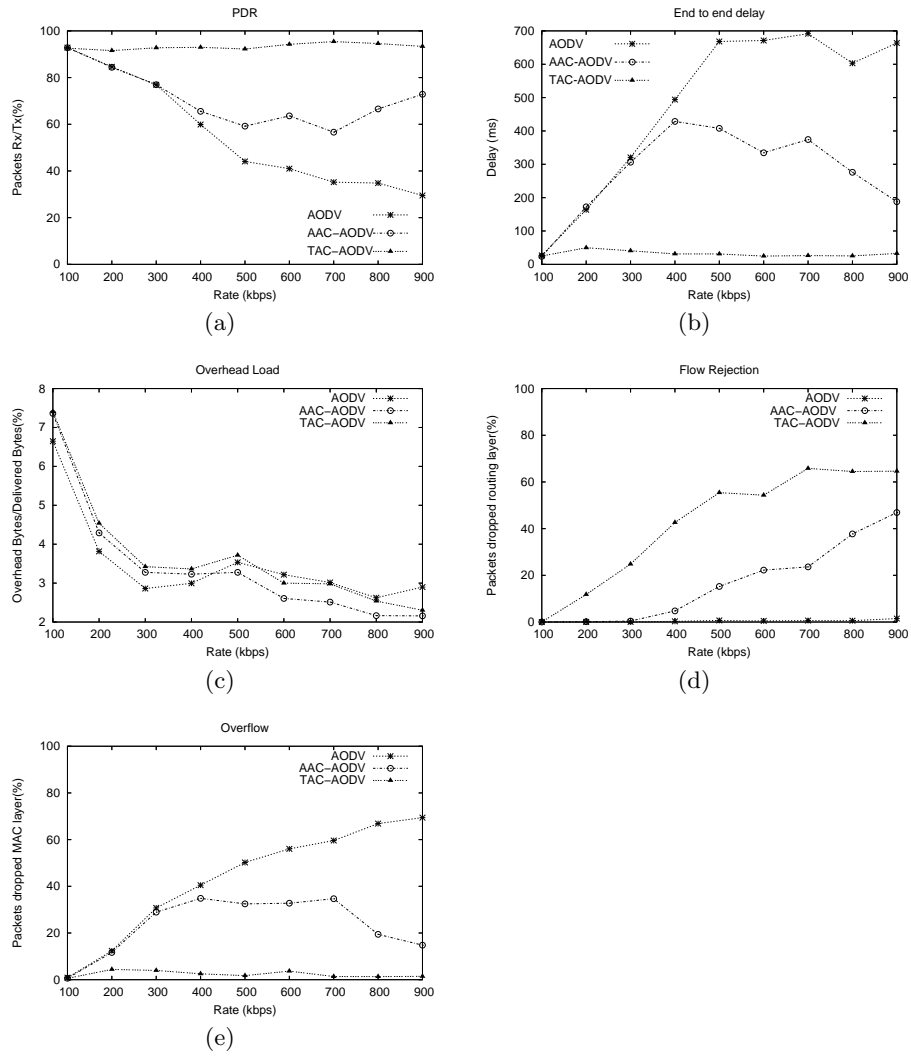 PDR
Packets Rx/Tx(%)
100
80
60
40
20
0
AODV
AAC-AODV
TAC-AODV
100 200 300 400 500 600 700 800 900
Rate (kbps)
(a)
End to end delay
Delay (ms)
700
600
500
400
300
200
100
0
AODV
AAC-AODV
TAC-AODV
100 200 300 400 500 600 700 800 900
Rate (kbps)
(b)
Overhead Load
Overhead Bytes/Delivered Bytes(%)
8
7
6
5
4
3
2
AODV
AAC-AODV
TAC-AODV
100 200 300 400 500 600 700 800 900
Rate (kbps)
(c)
Flow Rejection
Packets dropped routing layer(%)
100
80
60
40
20
0
AODV
AAC-AODV
TAC-AODV
100 200 300 400 500 600 700 800 900
Rate (kbps)
(d)
Overflow
Packets dropped MAC layer(%)
100
80
60
40
20
0
AODV
AAC-AODV
TAC-AODV
100 200 300 400 500 600 700 800 900
Rate (kbps)
(e)